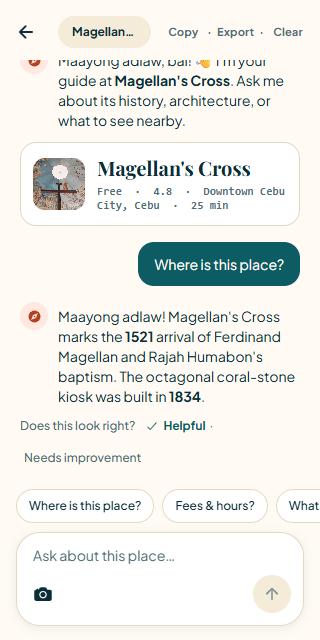 Magellan...
Copy · Export · Clear
Maayong adlaw, bai! 👋 I'm your
guide at Magellan's Cross. Ask me
about its history, architecture, or
what to see nearby.
Magellan's Cross
Free · 4.8 · Downtown Cebu
City, Cebu · 25 min
Where is this place?
Maayong adlaw! Magellan's Cross
marks the 1521 arrival of Ferdinand
Magellan and Rajah Humabon's
baptism. The octagonal coral-stone
kiosk was built in 1834.
Does this look right? ✓ Helpful ·
Needs improvement
Where is this place?
Fees & hours?
What
Ask about this place...